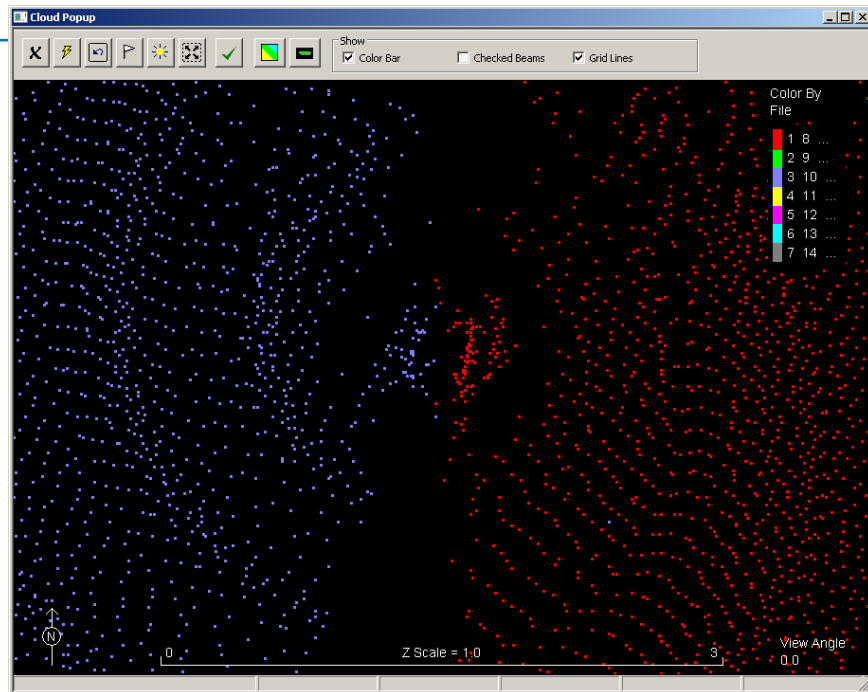 Cloud Popup
Show
Color Bar
Checked Beams
Grid Lines
Color By
File
1 8 ...
2 9 ...
3 10 ...
4 11 ...
5 12 ...
6 13 ...
7 14 ...
N
0
Z Scale = 1.0
3
View Angle
0.0